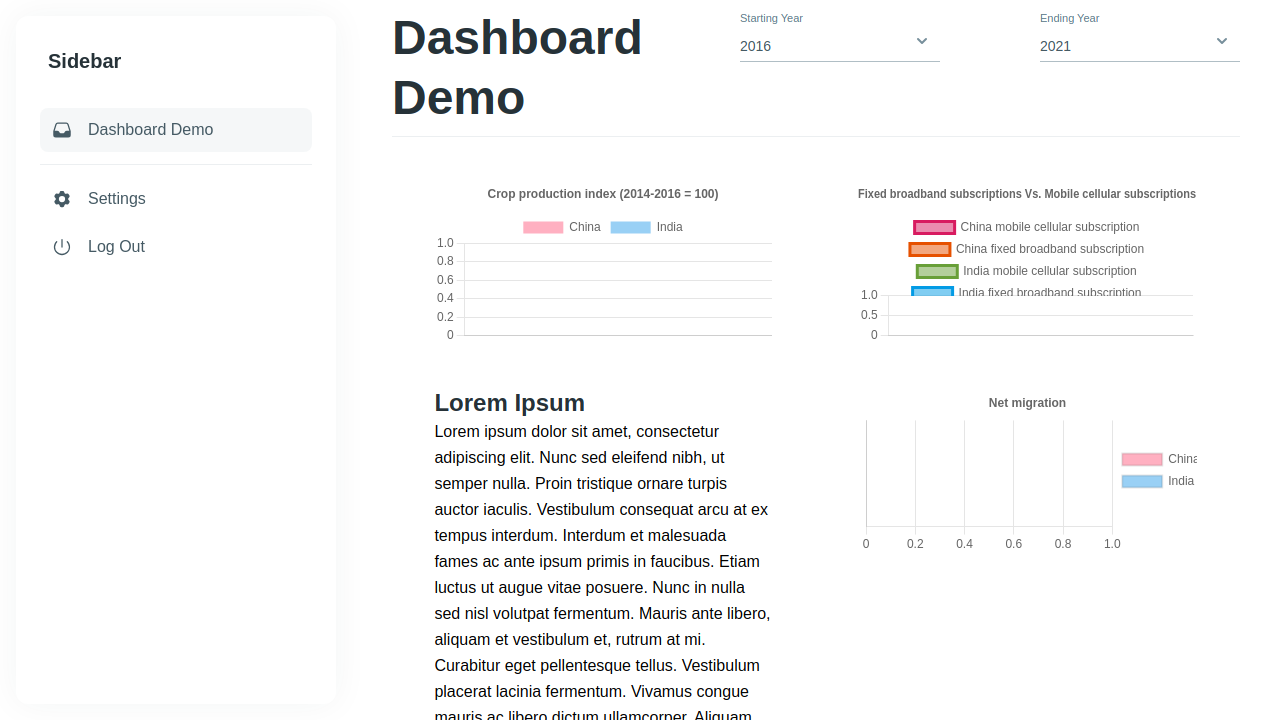 Sidebar
Dashboard Demo
Settings
Log Out
Dashboard
Demo
Starting Year
2016
Ending Year
2021
Crop production index (2014-2016 = 100)
China India
1.0
0.8
0.6
0.4
0.2
0
Fixed broadband subscriptions Vs. Mobile cellular subscriptions
China mobile cellular subscription
China fixed broadband subscription
India mobile cellular subscription
India fixed broadband subscription
1.0
0.5
0
Lorem Ipsum
Lorem ipsum dolor sit amet, consectetur
adipiscing elit. Nunc sed eleifend nibh, ut
semper nulla. Proin tristique ornare turpis
auctor iaculis. Vestibulum consequat arcu at ex
tempus interdum. Interdum et malesuada
fames ac ante ipsum primis in faucibus. Etiam
luctus ut augue vitae posuere. Nunc in nulla
sed nisl volutpat fermentum. Mauris ante libero,
aliquam et vestibulum et, rutrum at mi.
Curabitur eget pellentesque tellus. Vestibulum
placerat lacinia fermentum. Vivamus congue
mauris ac libero dictum ullamcorper. Aliquam
Net migration
China
India
0 0.2 0.4 0.6 0.8 1.0